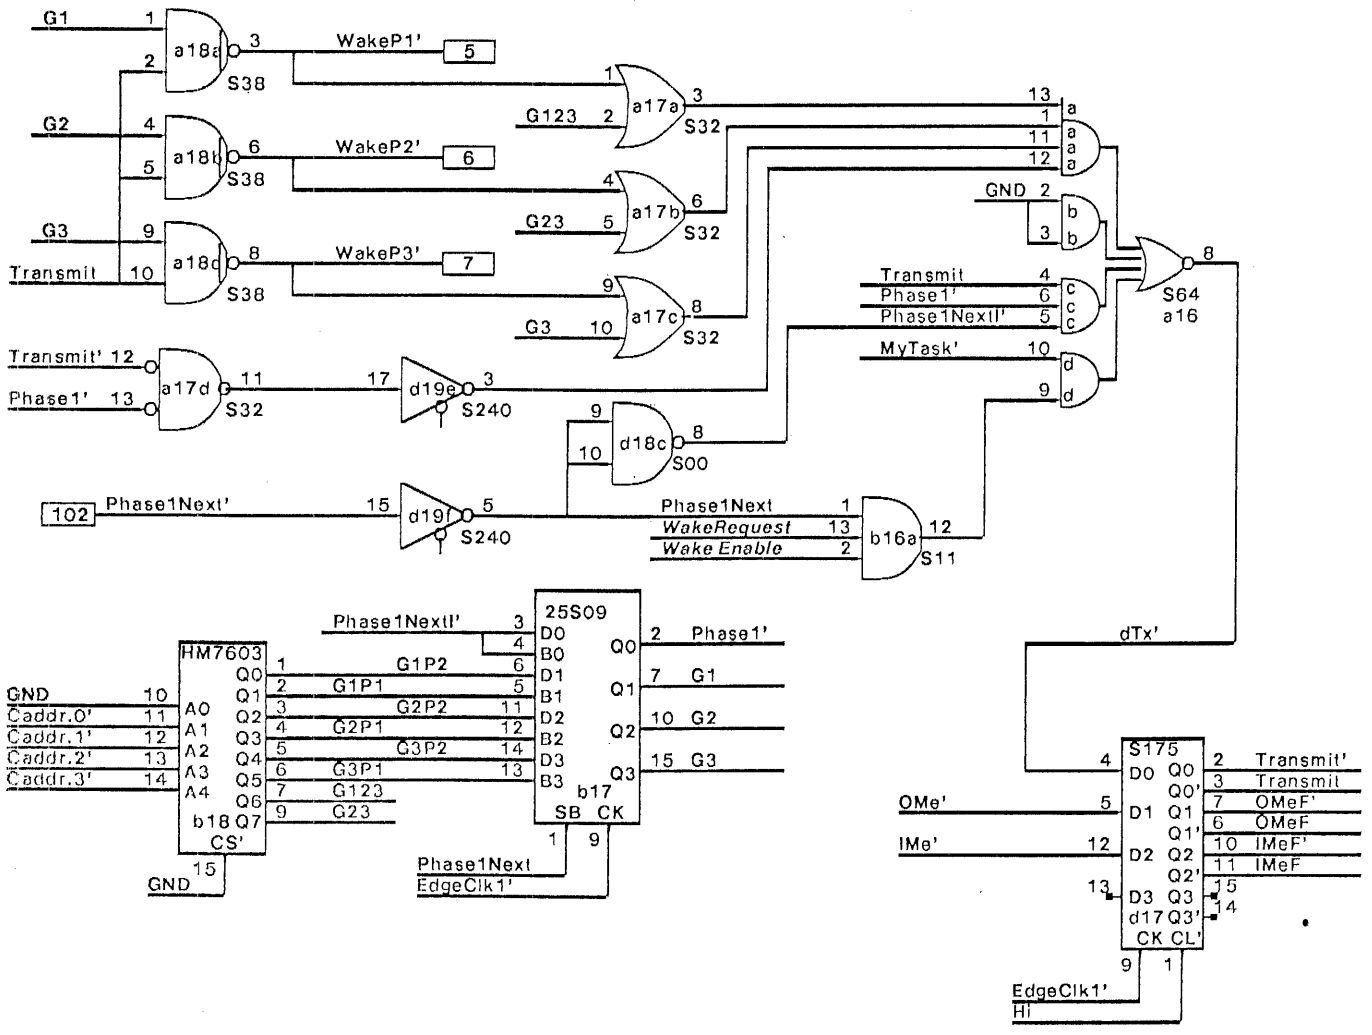 G1 1
a18a 3 WakeP1' 5
2
S38
G2 4
a18b 6 WakeP2' 6
5
S38
G3 9
8 WakeP3' 7
Transmit 10
S38
1
a17a 3
G123 2
S32
4
a17b 6
G23 5
S32
9
a17c 8
G3 10
S32
13 a
1 a
11 a
12 a
GND 2 b
3 b
Transmit 4 c
Phase1' 6 c
Phase1NextI' 5 c
MyTask' 10 d
9 d
8
S64
a16
Transmit' 12
a17d 11
Phase1' 13
S32
17 d19e 3
S240
9
d18c 8
10
S00
102 Phase1Next' 15 d19f 5
S240
Phase1Next 1
WakeRequest 13 b16a 12
Wake Enable 2
S11
HM7603
GND 10 A0
Caddr.0' 11 A1
Caddr.1' 12 A2
Caddr.2' 13 A3
Caddr.3' 14 A4
Q0 1 G1P2
Q1 2 G1P1
Q2 3 G2P2
Q3 4 G2P1
Q4 5 G3P2
Q5 6 G3P1
Q6 7 G123
b18 Q7 9 G23
CS'
15
GND
25S09
Phase1NextI' 3 D0
4 B0
6 D1
5 B1
11 D2
12 B2
14 D3
13 B3
Q0 2 Phase1'
Q1 7 G1
Q2 10 G2
Q3 15 G3
b17
SB CK
1 9
Phase1Next
EdgeClk1'
dTx'
S175
4 D0
OMe' 5 D1
IMe' 12 D2
13 D3
Q0 2 Transmit'
Q0' 3 Transmit
Q1 7 OMeF'
Q1' 6 OMeF
Q2 10 IMeF'
Q2' 11 IMeF
Q3 15
d17 Q3' 14
CK CL'
9 1
EdgeClk1'
Hi